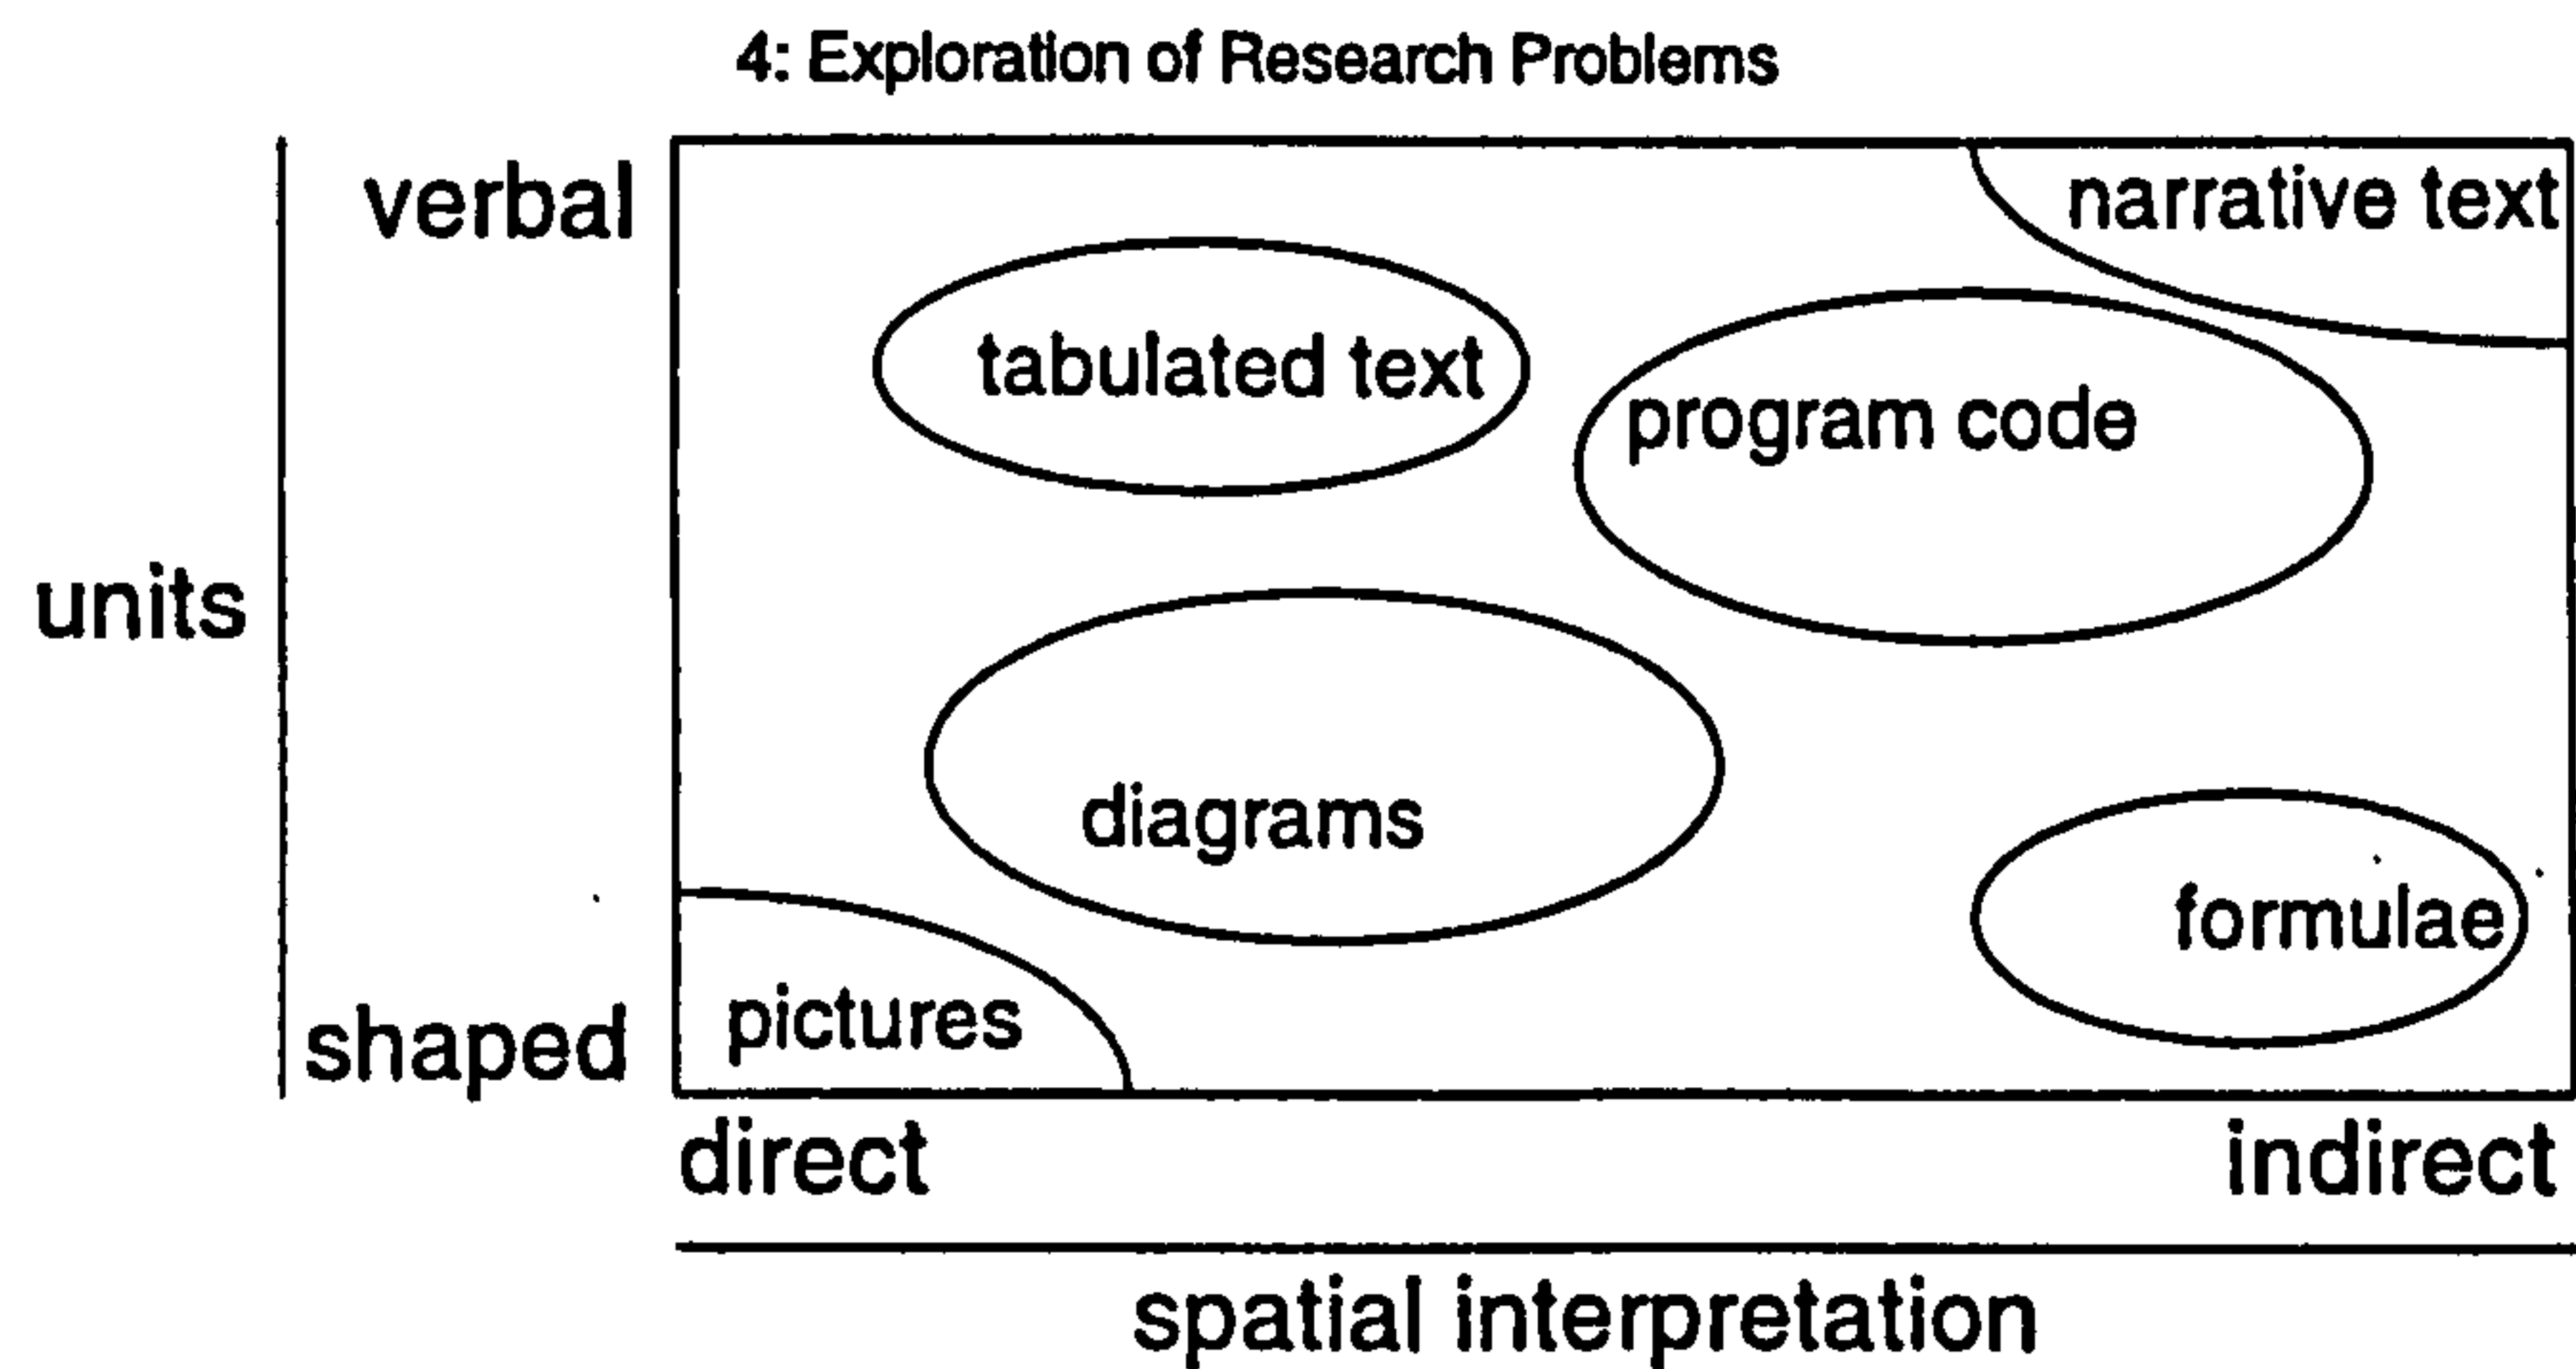 4: Exploration of Research Problems
verbal
narrative text
tabulated text
program code
units
diagrams
formulae
pictures
shaped
direct
indirect
spatial interpretation